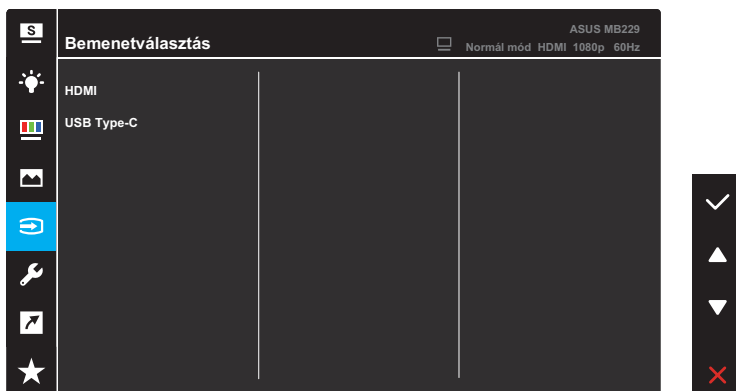 S
ASUS MB229
Bemenetválasztás
Normál mód HDMI 1080p 60Hz
HDMI
USB Type-C